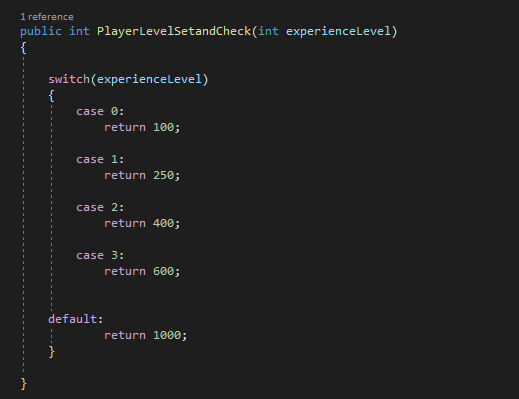 1 reference
public int PlayerLevelSetandCheck(int experienceLevel)
{
switch(experienceLevel)
{
case 0:
return 100;
case 1:
return 250;
case 2:
return 400;
case 3:
return 600;
default:
return 1000;
}
}